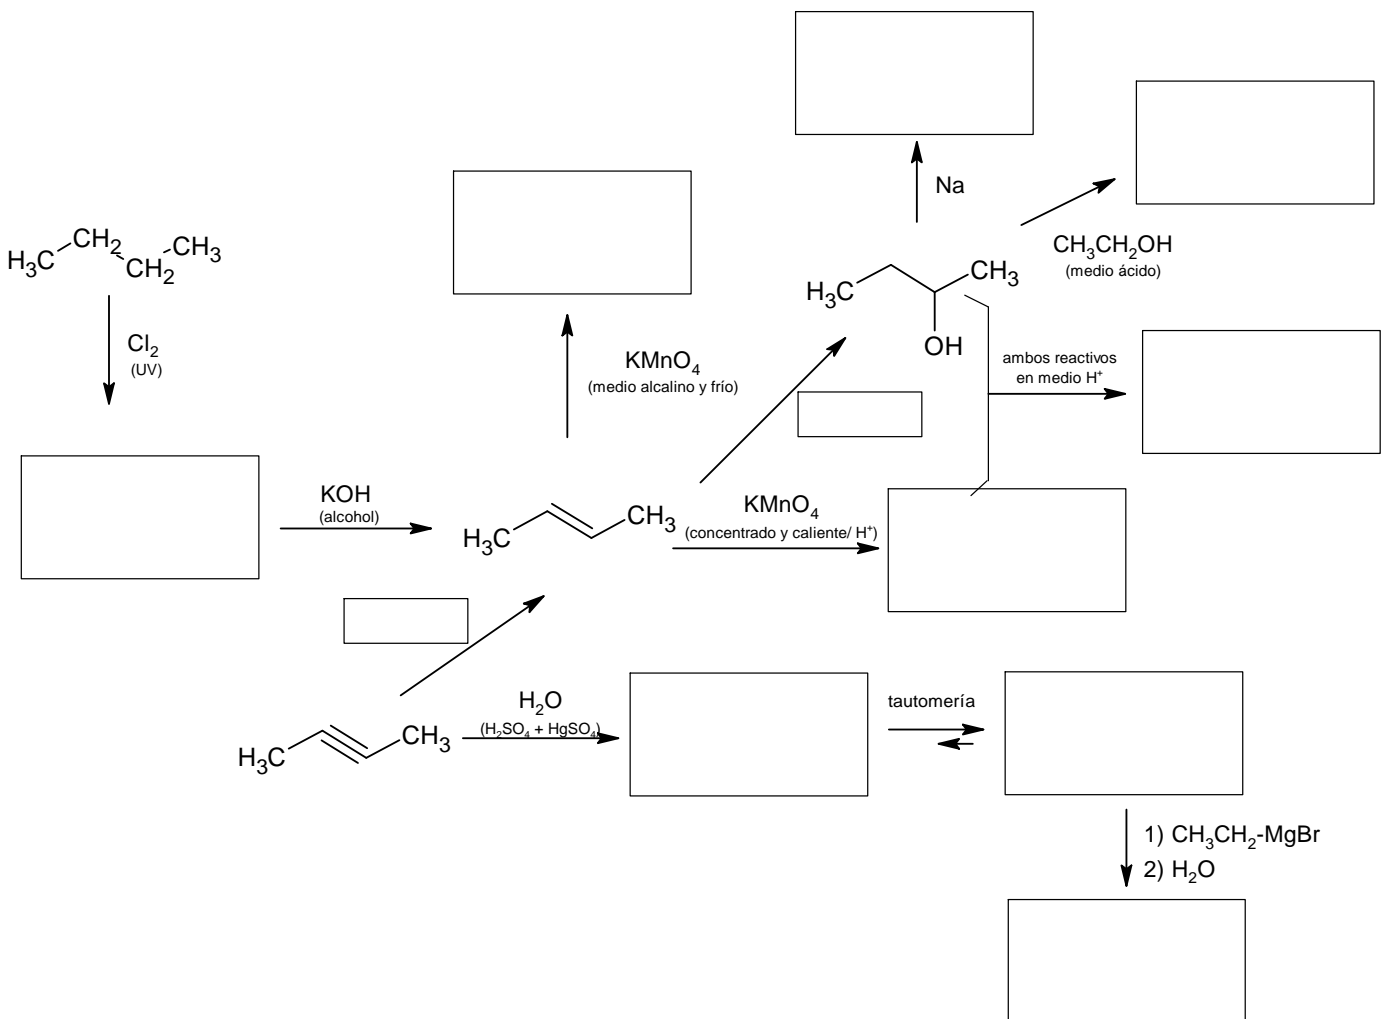 Na
CH₃CH₂OH
(medio ácido)
H₃C CH₂ CH₂ CH₃
Cl₂
(UV)
H₃C CH₃
OH
KMnO₄
(medio alcalino y frío)
ambos reactivos
en medio H⁺
KOH
(alcohol)
H₃C CH₃
KMnO₄
(concentrado y caliente/ H⁺)
H₃C CH₃
H₂O
(H₂SO₄ + HgSO₄)
tautomería
1) CH₃CH₂-MgBr
2) H₂O